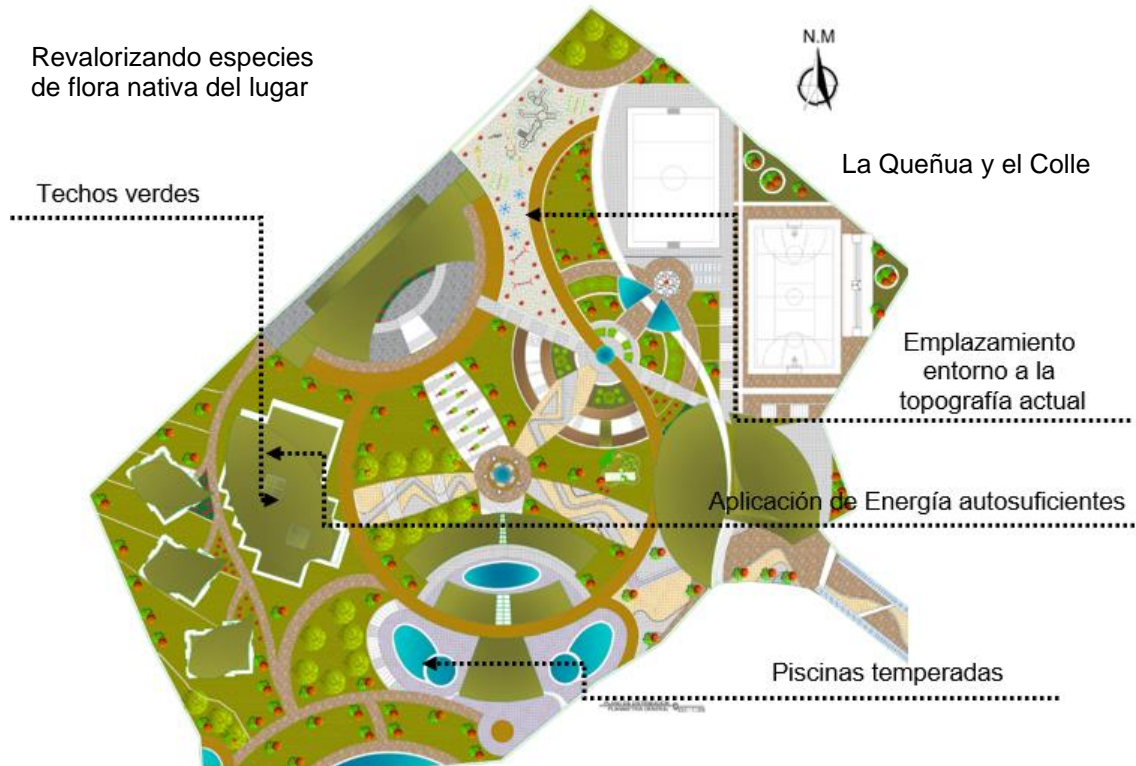 Revalorizando especies
de flora nativa del lugar
N.M
La Queñua y el Colle
Techos verdes
Emplazamiento
entorno a la
topografía actual
Aplicación de Energía autosuficientes
Piscinas temperadas